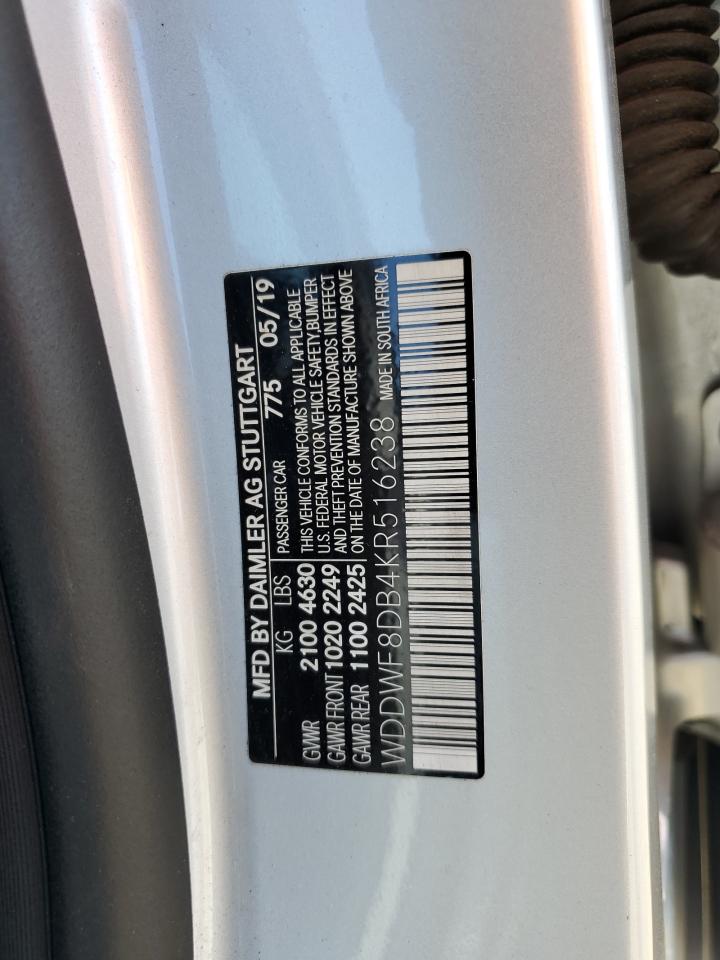 MFD BY DAIMLER AG STUTTGART
KG LBS PASSENGER CAR 775 05/19
GVWR 2100 4630 THIS VEHICLE CONFORMS TO ALL APPLICABLE
GAWR FRONT 1020 2249 U.S. FEDERAL MOTOR VEHICLE SAFETY, BUMPER
GAWR REAR 1100 2425 AND THEFT PREVENTION STANDARDS IN EFFECT
ON THE DATE OF MANUFACTURE SHOWN ABOVE
WDDWF8DB4KR516238 MADE IN SOUTH AFRICA